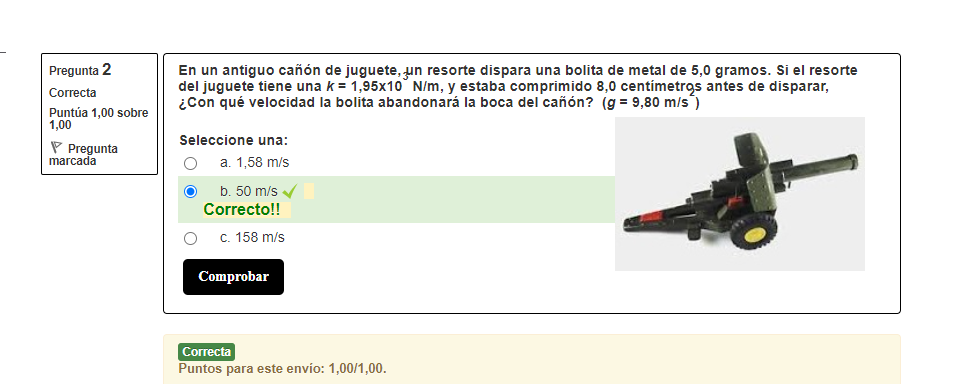 Pregunta 2
Correcta
Puntúa 1,00 sobre
1,00
Pregunta
marcada
En un antiguo cañón de juguete, un resorte dispara una bolita de metal de 5,0 gramos. Si el resorte
del juguete tiene una k = 1,95x10³ N/m, y estaba comprimido 8,0 centímetros antes de disparar,
¿Con qué velocidad la bolita abandonará la boca del cañón? (g = 9,80 m/s²)
Seleccione una:
a. 1,58 m/s
b. 50 m/s
Correcto!!
c. 158 m/s
Comprobar
Correcta
Puntos para este envío: 1,00/1,00.